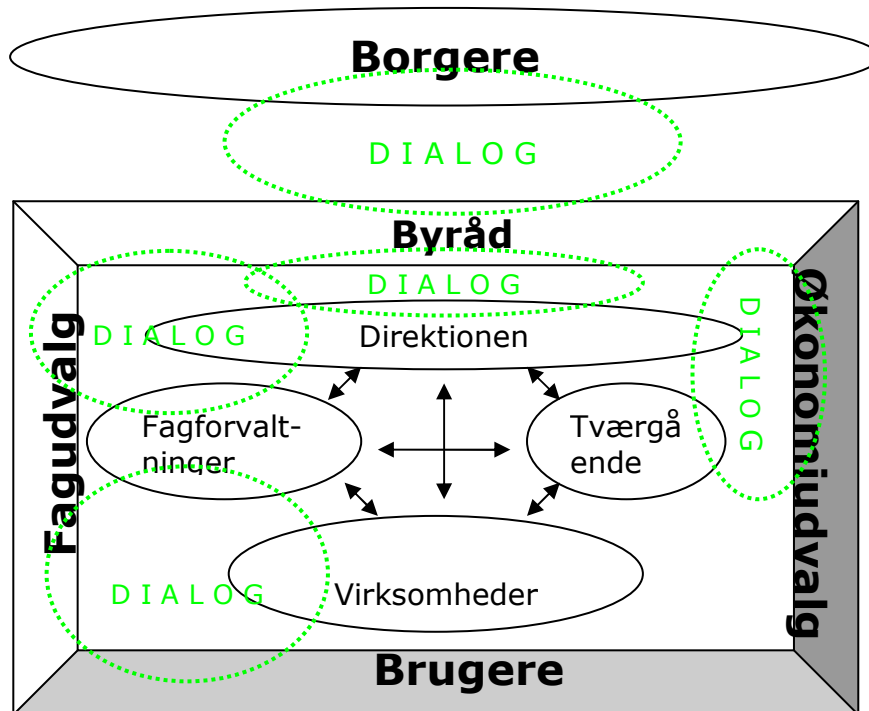 Borgere
D I A L O G
Byråd
D I A L O G
D I A L O G
Direktionen
D I A L O G
Fagudvalg
Økonomiudvalg
Fagforvalt-
ninger
Tværgå
ende
D I A L O G
Virksomheder
Brugere